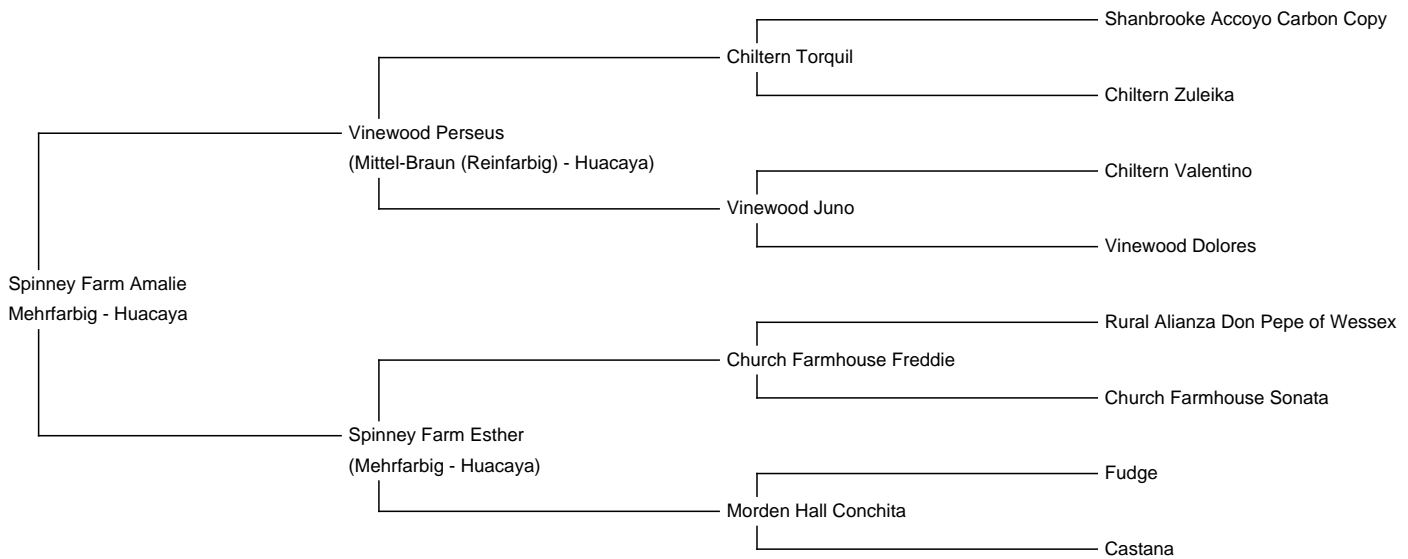 Shanbrooke Accoyo Carbon Copy
Chiltern Torquil
Chiltern Zuleika
Vinewood Perseus
(Mittel-Braun (Reinfarbig) - Huacaya)
Chiltern Valentino
Vinewood Juno
Vinewood Dolores
Spinney Farm Amalie
Mehrfarbig - Huacaya
Rural Alianza Don Pepe of Wessex
Church Farmhouse Freddie
Church Farmhouse Sonata
Spinney Farm Esther
(Mehrfarbig - Huacaya)
Fudge
Morden Hall Conchita
Castana